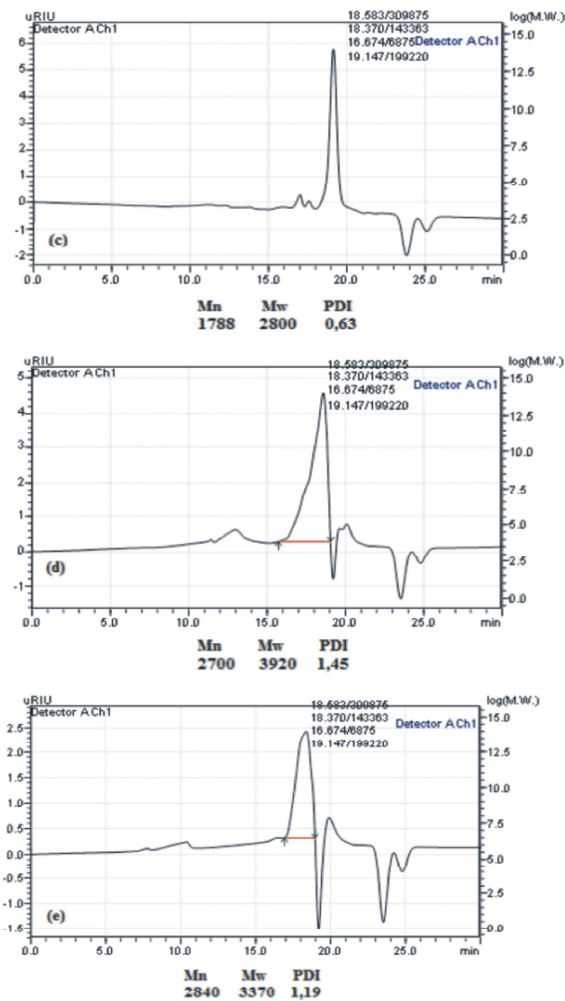 uRIU
log(M.W.)
Detector A Ch1
18.583/309875
18.370/143363
16.674/6875
Detector A Ch1
19.147/199220
6
5
4
3
2
1
0
-1
-2
15.0
12.5
10.0
7.5
5.0
2.5
0.0
(c)
0.0 5.0 10.0 15.0 20.0 25.0 min
Mn Mw PDI
1788 2800 0,63
uRIU
log(M.W.)
Detector A Ch1
18.583/309875
18.370/143363
16.674/6875
Detector A Ch1
19.147/199220
5
4
3
2
1
0
-1
15.0
12.5
10.0
7.5
5.0
2.5
0.0
(d)
0.0 5.0 10.0 15.0 20.0 25.0 min
Mn Mw PDI
2700 3920 1,45
uRIU
log(M.W.)
Detector A Ch1
18.583/309875
18.370/143363
16.674/6875
Detector A Ch1
19.147/199220
2.5
2.0
1.5
1.0
0.5
0.0
-0.5
-1.0
-1.5
15.0
12.5
10.0
7.5
5.0
2.5
0.0
(e)
0.0 5.0 10.0 15.0 20.0 25.0 min
Mn Mw PDI
2840 3370 1,19